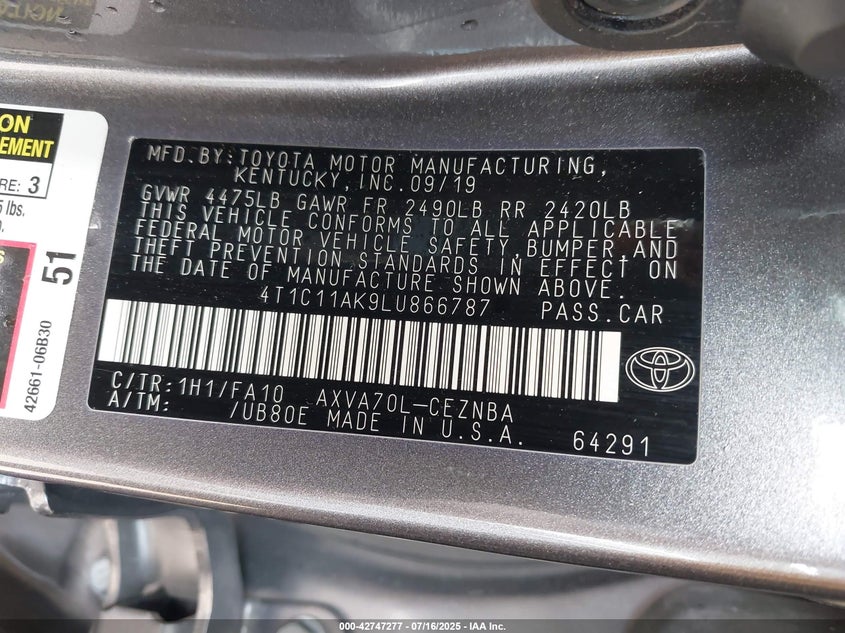 ON
EMENT
RE: 3
5 lbs.
51
42661-06B30
MFD.BY:TOYOTA MOTOR MANUFACTURING,
KENTUCKY, INC.09/19
GVWR 4475LB GAWR FR 2490LB RR 2420LB
THIS VEHICLE CONFORMS TO ALL APPLICABLE
FEDERAL MOTOR VEHICLE SAFETY,BUMPER,AND
THEFT PREVENTION STANDARDS IN EFFECT ON
THE DATE OF MANUFACTURE SHOWN ABOVE.
4T1C11AK9LU866787 PASS.CAR
C/TR:1H1/FA10 AXVA70L-CEZNBA
A/TM: /UB80E MADE IN U.S.A. 64291
000-42747277 - 07/16/2025 - IAA Inc.